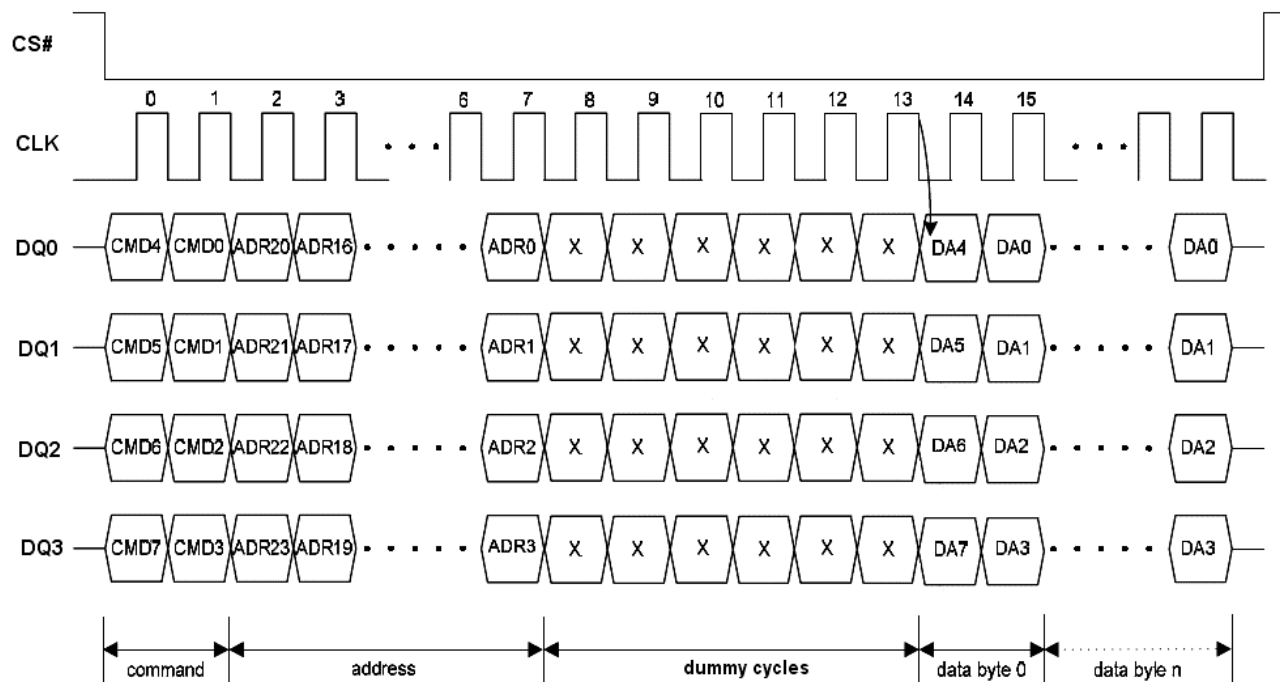 CS#
0 1 2 3 6 7 8 9 10 11 12 13 14 15
CLK
DQ0 CMD4 CMD0 ADR20 ADR16 ADR0 X X X X X X DA4 DA0 DA0
DQ1 CMD5 CMD1 ADR21 ADR17 ADR1 X X X X X X DA5 DA1 DA1
DQ2 CMD6 CMD2 ADR22 ADR18 ADR2 X X X X X X DA6 DA2 DA2
DQ3 CMD7 CMD3 ADR23 ADR19 ADR3 X X X X X X DA7 DA3 DA3
command address dummy cycles data byte 0 data byle n